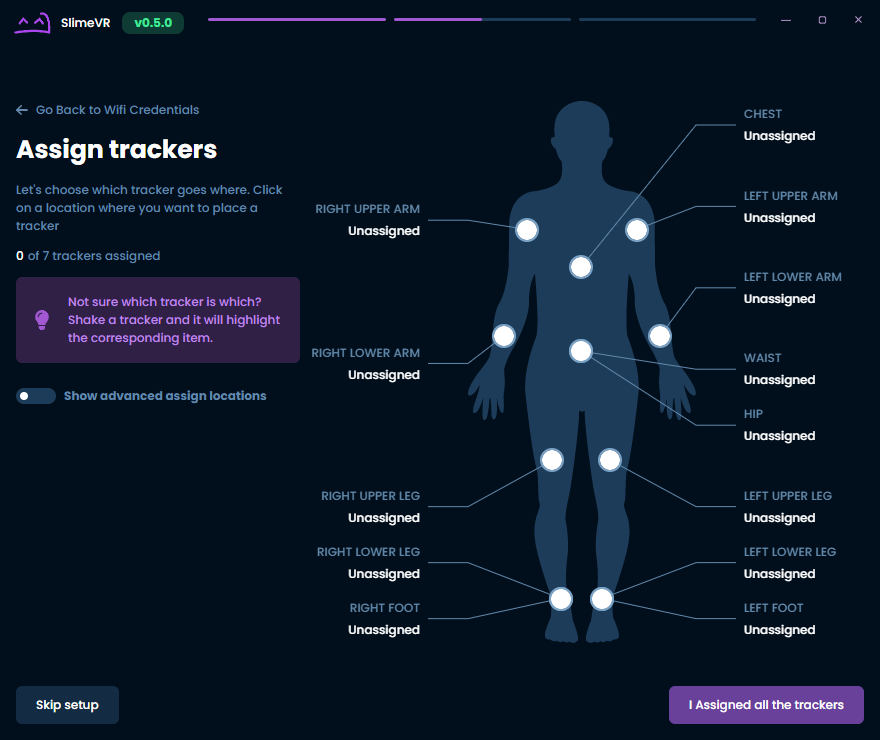 SlimeVR
v0.5.0
Go Back to Wifi Credentials
Assign trackers
Let's choose which tracker goes where. Click
on a location where you want to place a
tracker
0 of 7 trackers assigned
Not sure which tracker is which?
Shake a tracker and it will highlight
the corresponding item.
Show advanced assign locations
RIGHT UPPER ARM
Unassigned
RIGHT LOWER ARM
Unassigned
RIGHT UPPER LEG
Unassigned
RIGHT LOWER LEG
Unassigned
RIGHT FOOT
Unassigned
CHEST
Unassigned
LEFT UPPER ARM
Unassigned
LEFT LOWER ARM
Unassigned
WAIST
Unassigned
HIP
Unassigned
LEFT UPPER LEG
Unassigned
LEFT LOWER LEG
Unassigned
LEFT FOOT
Unassigned
Skip setup
I Assigned all the trackers